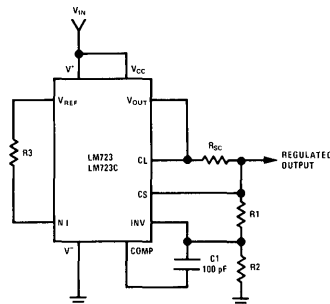 VIN
V+ VCC
VREF VOUT
R3
LM723
LM723C
CL
RSC
REGULATED
OUTPUT
CS
R1
NI INV
V- COMP
C1
100 pF
R2